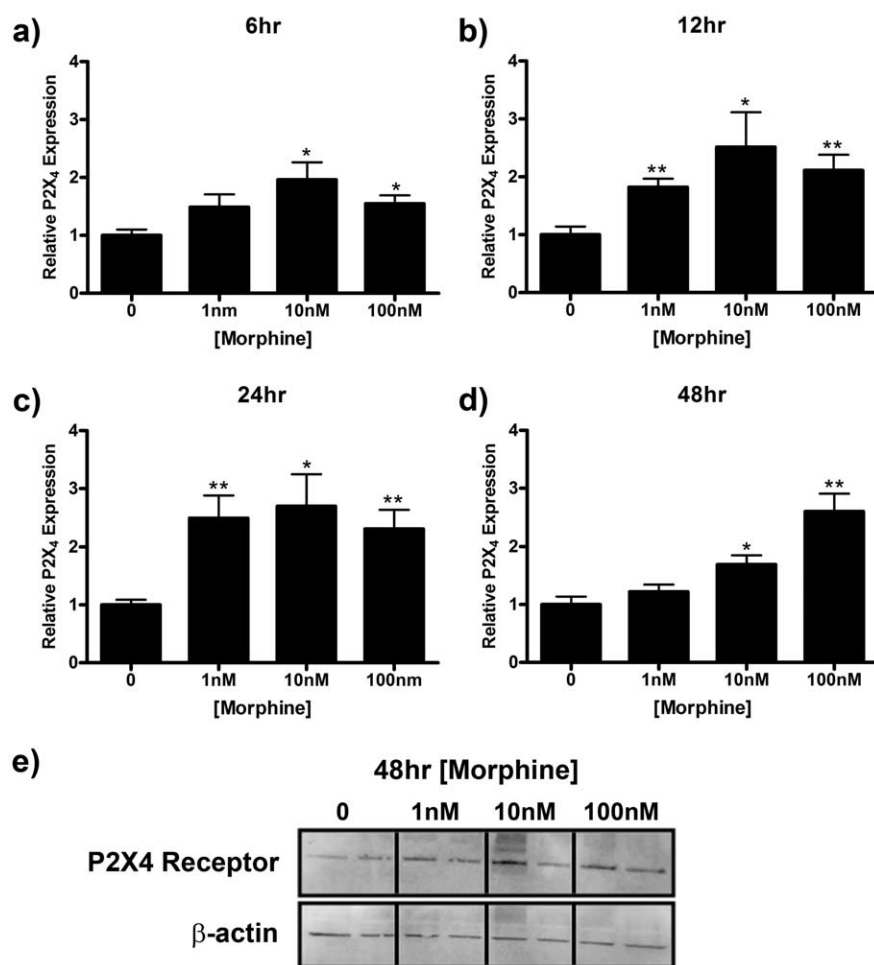 a)
6hr
Relative P2X₄ Expression
4
3
2
1
0
*
*
0 1nm 10nM 100nM
[Morphine]
b)
12hr
Relative P2X₄ Expression
4
3
2
1
0
**
*
**
0 1nM 10nM 100nM
[Morphine]
c)
24hr
Relative P2X₄ Expression
4
3
2
1
0
**
*
**
0 1nM 10nM 100nm
[Morphine]
d)
48hr
Relative P2X₄ Expression
4
3
2
1
0
*
**
0 1nM 10nM 100nM
[Morphine]
e)
48hr [Morphine]
0 1nM 10nM 100nM
P2X4 Receptor
β-actin